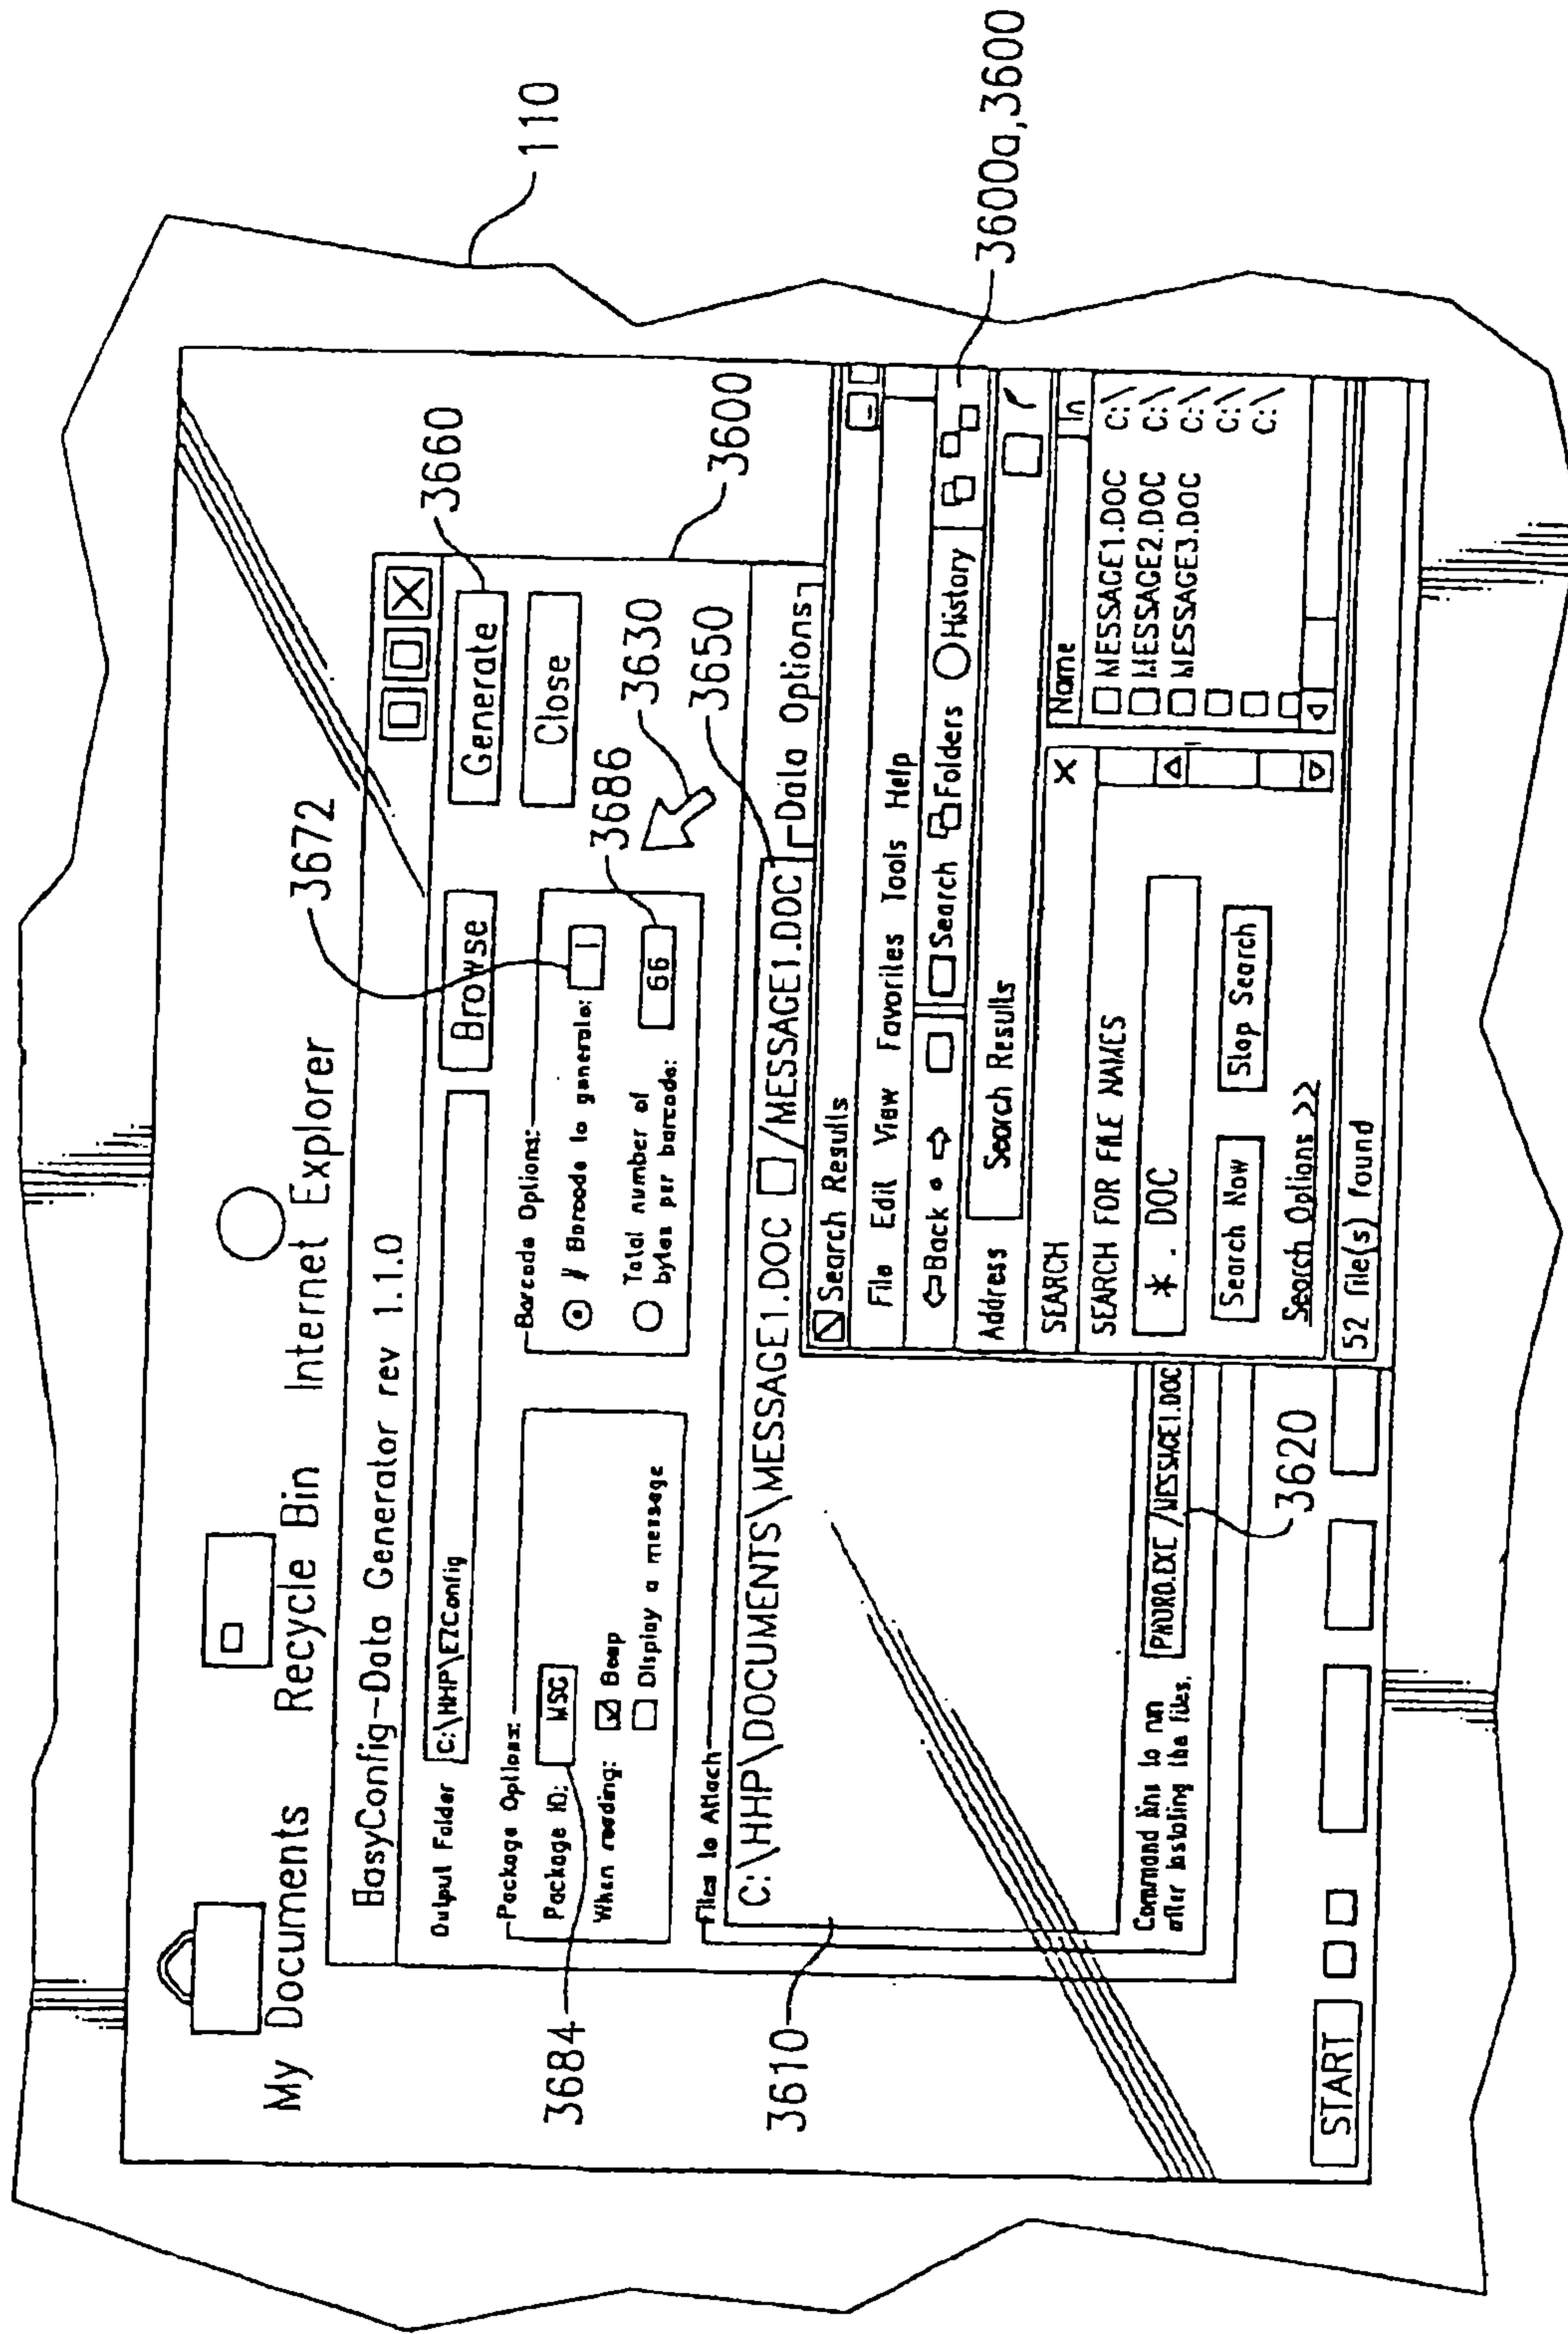 My Documents Recycle Bin Internet Explorer
110
EasyConfig-Data Generator rev 1.1.0
Output Folder C:\HHP\EZConfig Browse Generate
3660
Close
3672
Package Options:
Package ID: MSG
When reading: Beep
Display a message
3684
Barcode Options:
# Barcode to generate: 1
Total number of
bytes per barcode: 66
3686
3630
3600
3650
Files to Attach
C:\HHP\DOCUMENTS\MESSAGE1.DOC /MESSAGE1.DOC Data Options
3610
Search Results
File Edit View Favorites Tools Help
Back Search Folders History
3600a,3600
Address Search Results
SEARCH X
SEARCH FOR FILE NAMES
*. DOC
Search Now Stop Search
Search Options >>
52 file(s) found
Name In
MESSAGE1.DOC C:/
MESSAGE2.DOC C:/
MESSAGE3.DOC C:/
C:/
C:/
Command line to run
after installing the files.
/MESSAGE1.DOC
3620
START